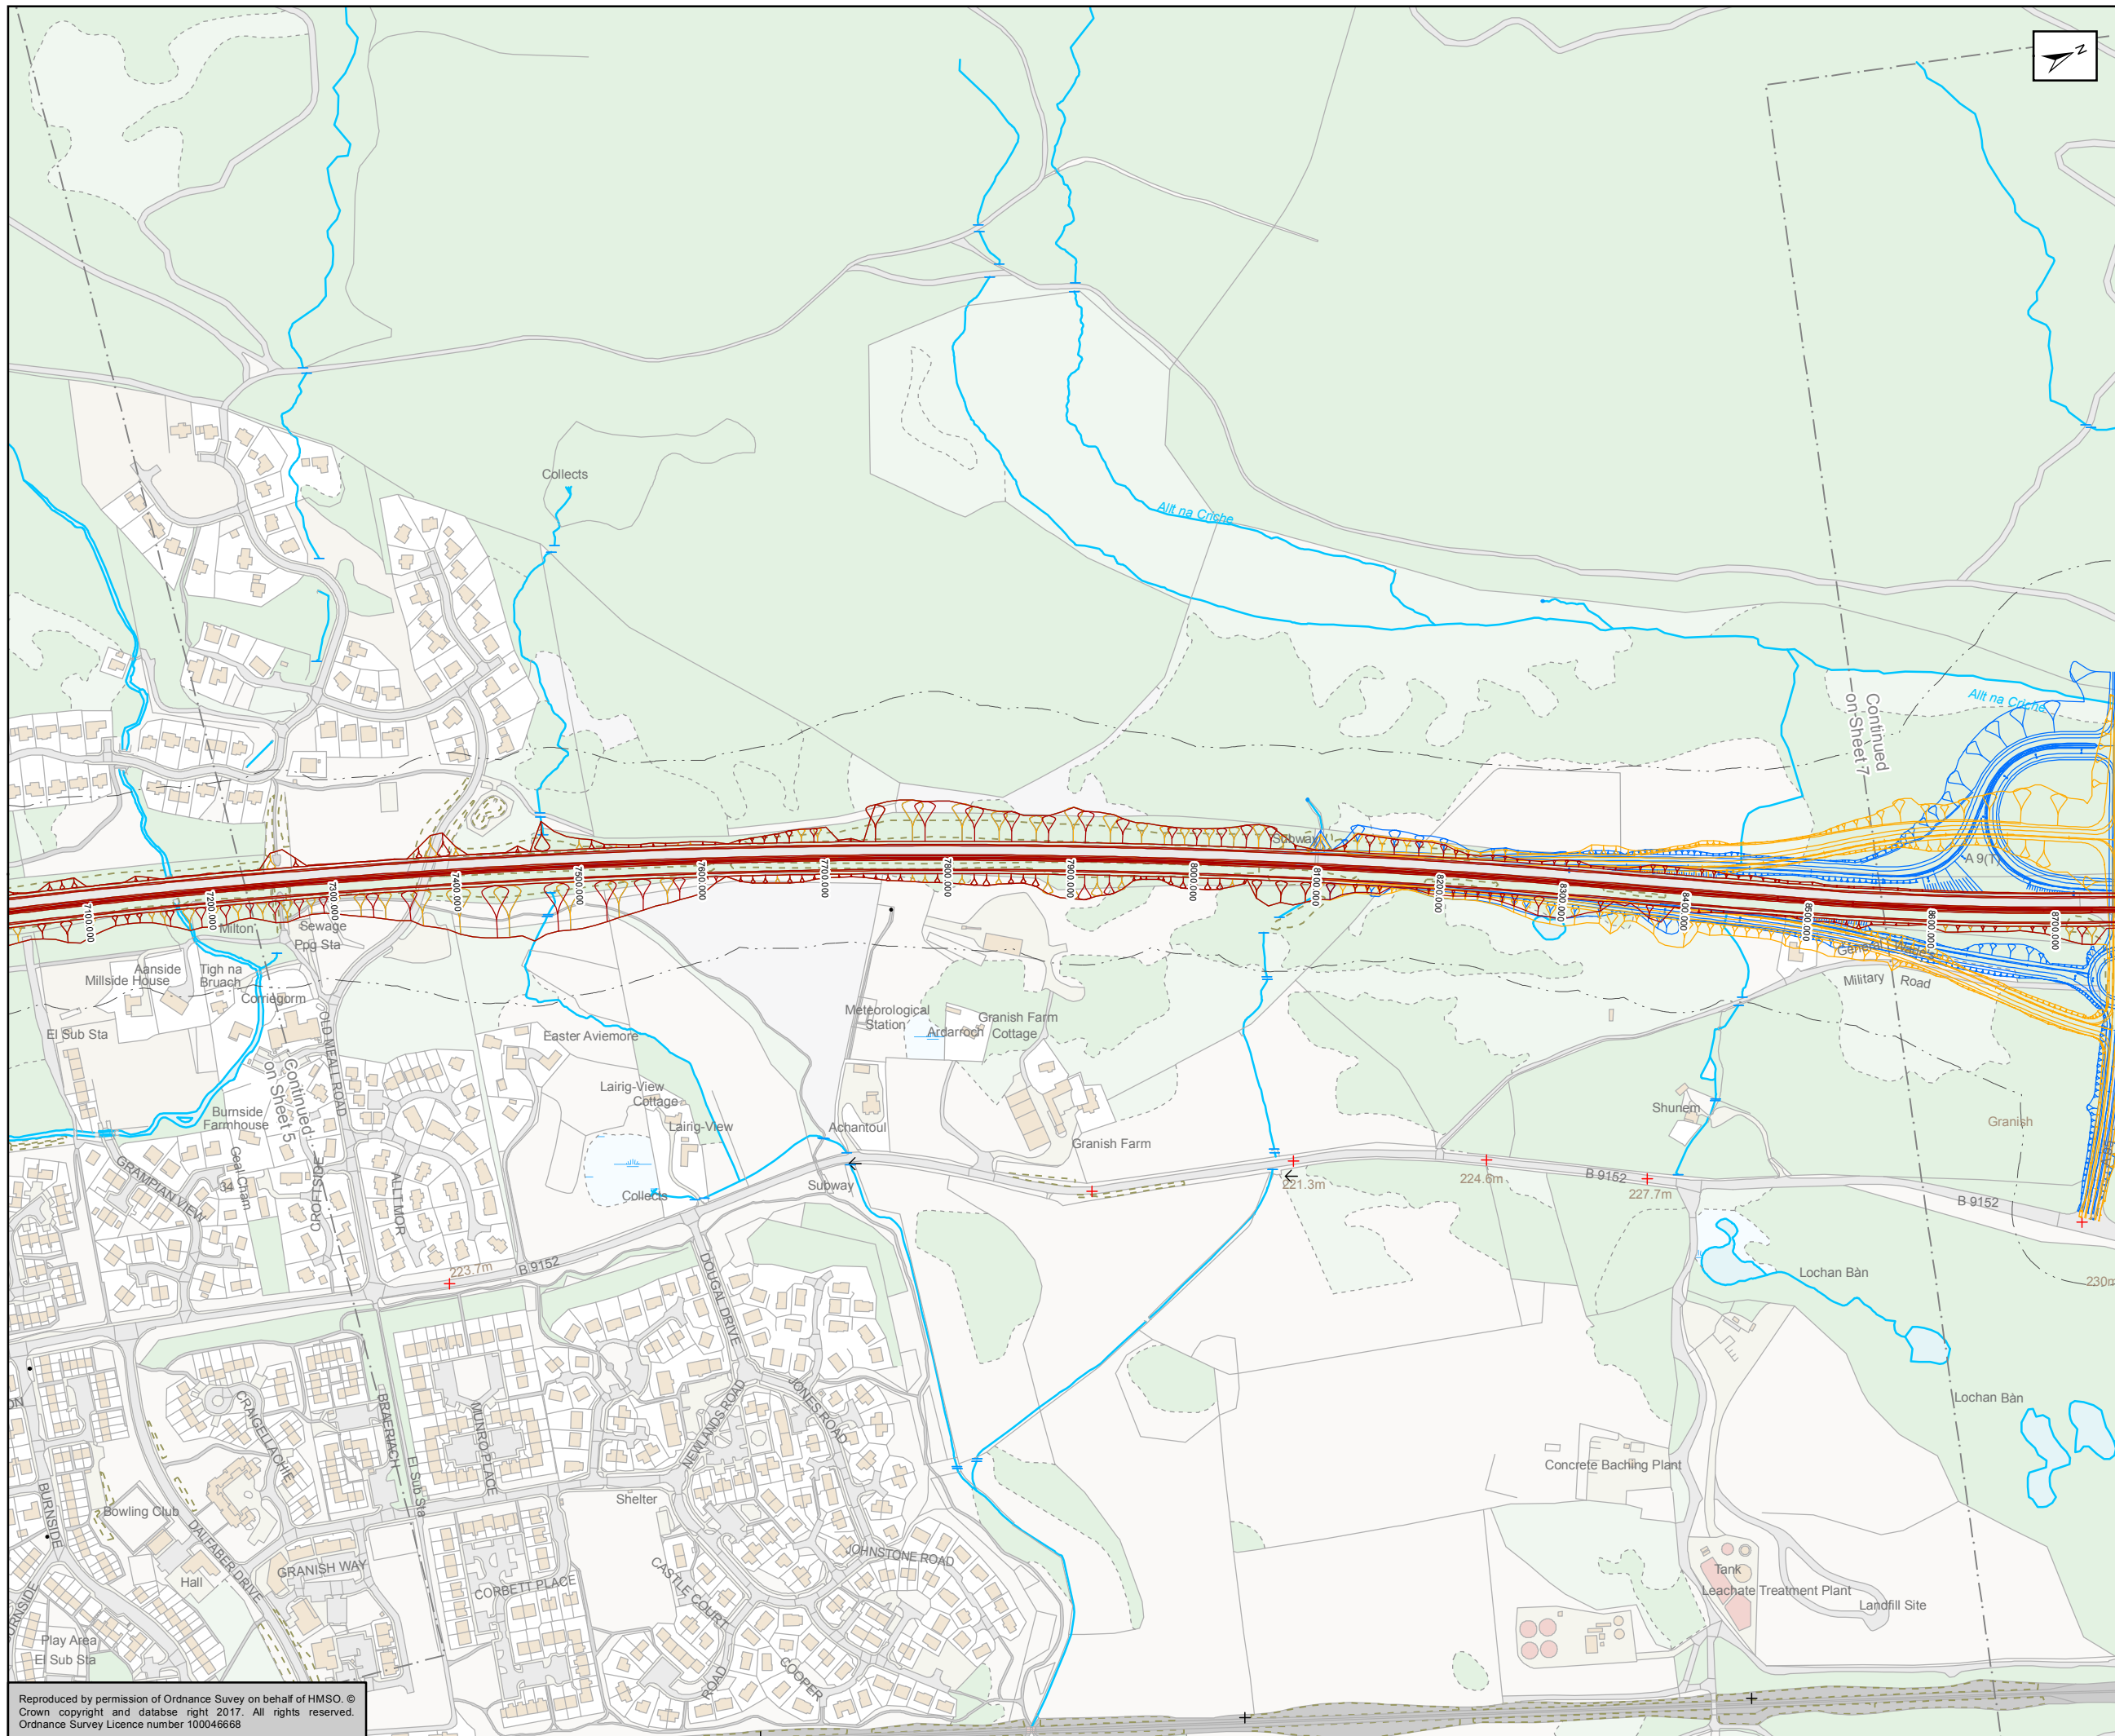 N
Collects
Allt na Criche
Continued
on Sheet 7
Allt na Criche
Subway
A 9(T)
7100.000
7200.000
7300.000
7400.000
7500.000
7600.000
7700.000
7800.000
7900.000
8000.000
8100.000
8200.000
8300.000
8400.000
8500.000
8600.000
8700.000
Milton
Sewage
Ppg Sta
Aanside
Millside House
Tigh na
Bruach
Corriegorm
El Sub Sta
OLD MEALL ROAD
Easter Aviemore
Meteorological
Station
Ardarroch
Granish Farm
Cottage
General Wade's
Military Road
Lairig-View
Cottage
Lairig-View
Achantoul
Granish Farm
Shunem
Granish
Continued
on Sheet 5
Burnside
Farmhouse
Geal Charn
34
GRAMPIAN VIEW
CROFTSIDE
ALLT MOR
Collects
Subway
221.3m
224.6m
B 9152
227.7m
B 9152
223.7m
B 9152
DOUGAL DRIVE
Lochan Bàn
230m
Lochan Bàn
CRAIGELLACHIE
BRAERIACH
El Sub Sta
MUNRO PLACE
NEWLANDS ROAD
JONES ROAD
Concrete Baching Plant
BURNSIDE
Bowling Club
DALFABER DRIVE
Shelter
Hall
GRANISH WAY
CORBETT PLACE
CASTLE COURT
JOHNSTONE ROAD
Tank
Leachate Treatment Plant
Landfill Site
Play Area
El Sub Sta
ROAD
COOPER
Reproduced by permission of Ordnance Suvey on behalf of HMSO. ©
Crown copyright and databse right 2017. All rights reserved.
Ordnance Survey Licence number 100046668